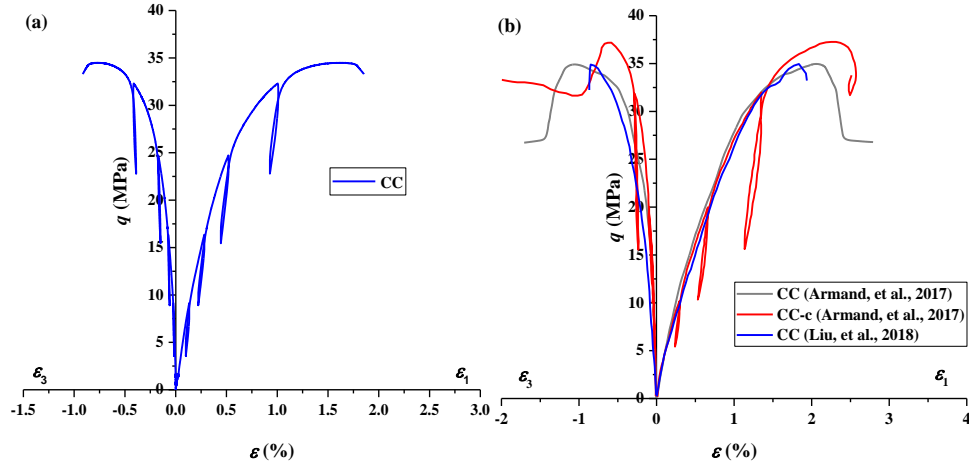 (a)
40
35
30
25
20
15
10
5
0
q (MPa)
CC
ε3
ε1
-1.5 -1.0 -0.5 0.0 0.5 1.0 1.5 2.0 2.5 3.0
ε (%)
(b)
40
35
30
25
20
15
10
5
0
q (MPa)
CC (Armand, et al., 2017)
CC-c (Armand, et al., 2017)
CC (Liu, et al., 2018)
ε3
ε1
-2 -1 0 1 2 3 4
ε (%)